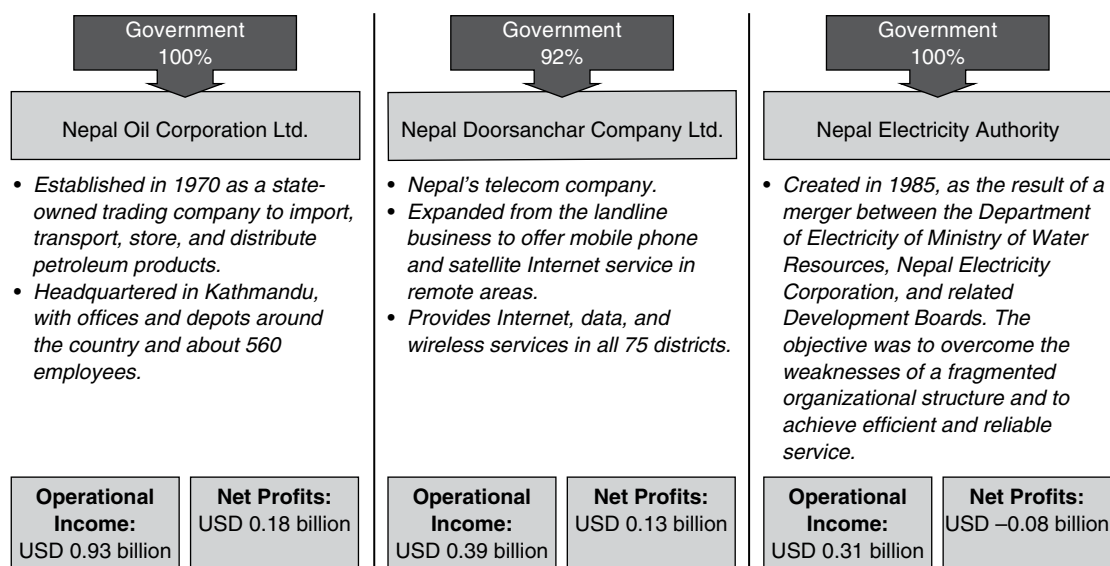 Government
100%
Nepal Oil Corporation Ltd.
• Established in 1970 as a state-
owned trading company to import,
transport, store, and distribute
petroleum products.
• Headquartered in Kathmandu,
with offices and depots around
the country and about 560
employees.
Operational
Income:
USD 0.93 billion
Net Profits:
USD 0.18 billion
Government
92%
Nepal Doorsanchar Company Ltd.
• Nepal's telecom company.
• Expanded from the landline
business to offer mobile phone
and satellite Internet service in
remote areas.
• Provides Internet, data, and
wireless services in all 75 districts.
Operational
Income:
USD 0.39 billion
Net Profits:
USD 0.13 billion
Government
100%
Nepal Electricity Authority
• Created in 1985, as the result of a
merger between the Department
of Electricity of Ministry of Water
Resources, Nepal Electricity
Corporation, and related
Development Boards. The
objective was to overcome the
weaknesses of a fragmented
organizational structure and to
achieve efficient and reliable
service.
Operational
Income:
USD 0.31 billion
Net Profits:
USD –0.08 billion